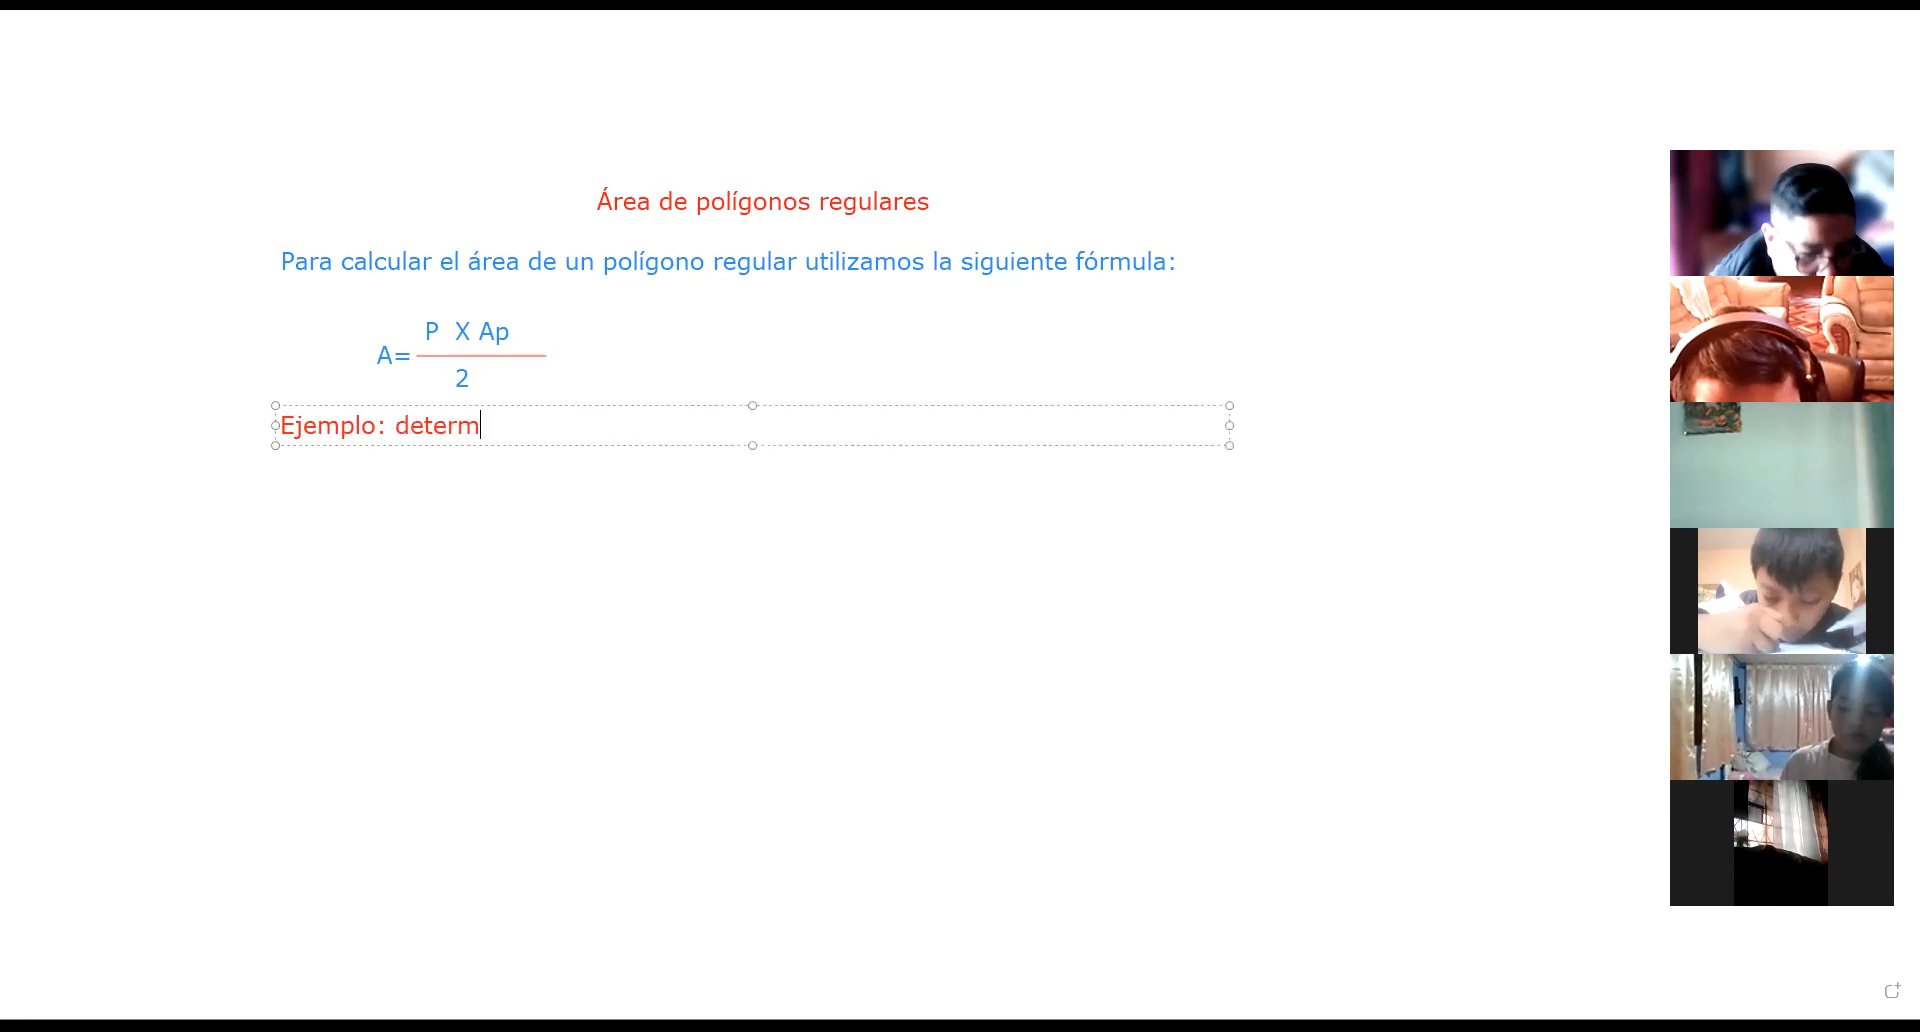 Área de polígonos regulares
Para calcular el área de un polígono regular utilizamos la siguiente fórmula:
P X Ap
A=
2
Ejemplo: determ